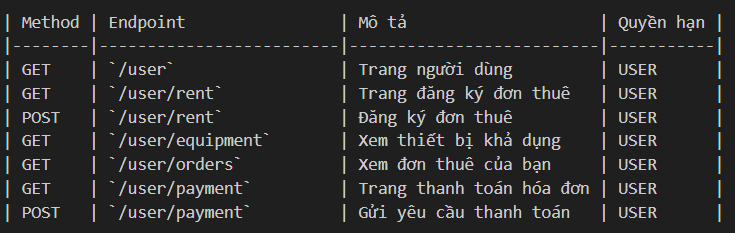 | Method | Endpoint              | Mô tả                  | Quyền hạn |
|--------|-----------------------|------------------------|-----------|
| GET    | `/user`               | Trang người dùng       | USER      |
| GET    | `/user/rent`          | Trang đăng ký đơn thuê | USER      |
| POST   | `/user/rent`          | Đăng ký đơn thuê       | USER      |
| GET    | `/user/equipment`     | Xem thiết bị khả dụng  | USER      |
| GET    | `/user/orders`        | Xem đơn thuê của bạn   | USER      |
| GET    | `/user/payment`       | Trang thanh toán hóa đơn | USER      |
| POST   | `/user/payment`       | Gửi yêu cầu thanh toán | USER      |